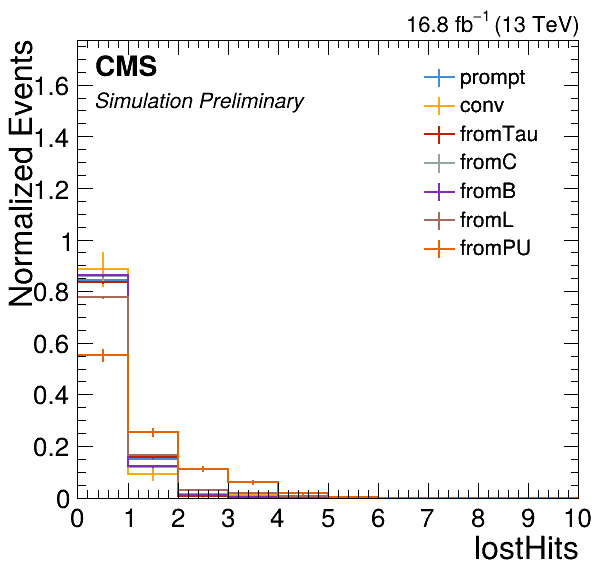 16.8 fb⁻¹ (13 TeV)
CMS
Simulation Preliminary
prompt
conv
fromTau
fromC
fromB
fromL
fromPU
Normalized Events
1.6
1.4
1.2
1
0.8
0.6
0.4
0.2
0
0 1 2 3 4 5 6 7 8 9 10
lostHits